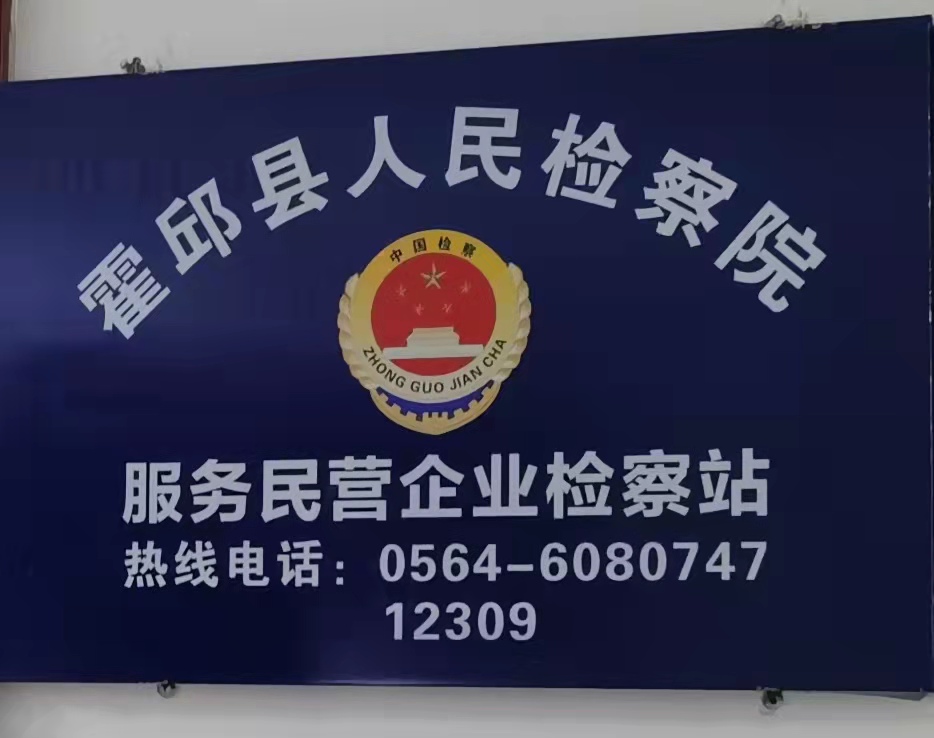 霍邱县人民检察院
中国检察
ZHONG GUO JIAN CHA
服务民营企业检察站
热线电话：0564-6080747
12309